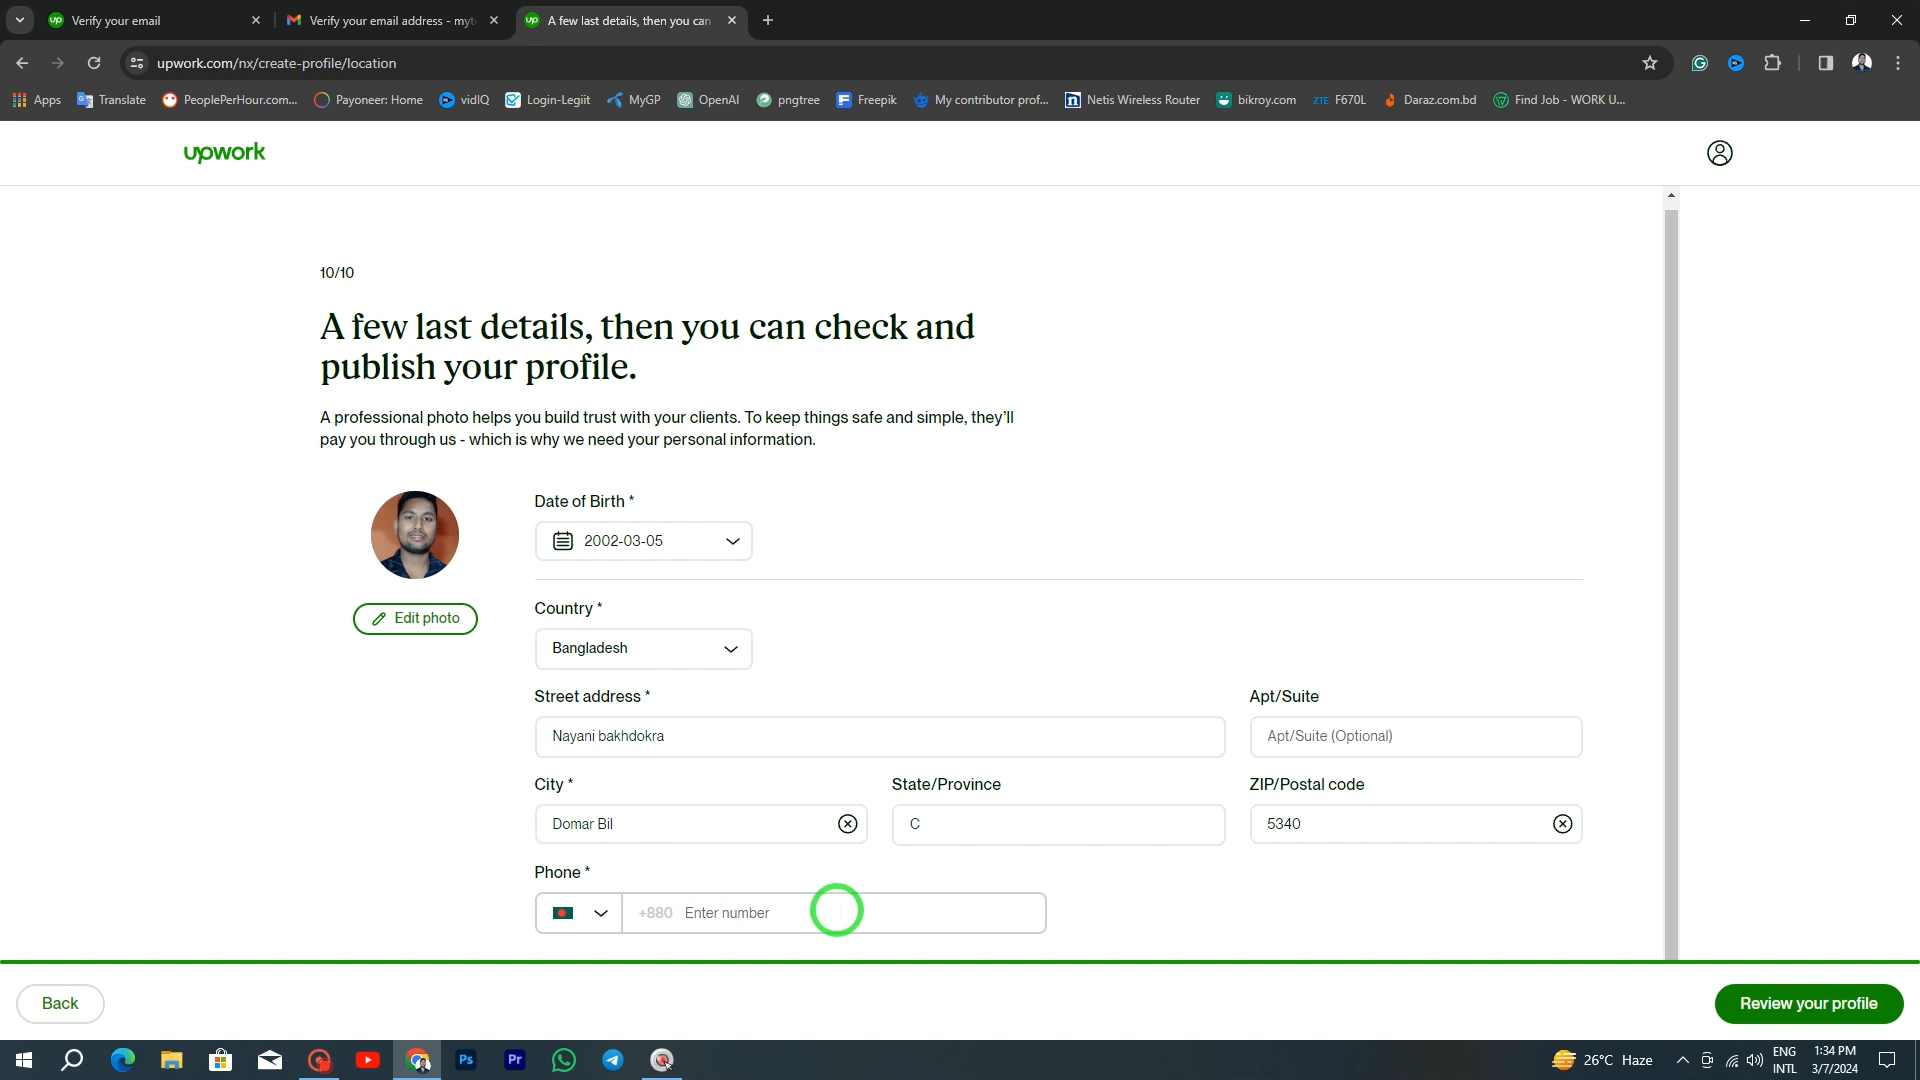 Verify your email
Verify your email address - myt
A few last details, then you can
upwork.com/nx/create-profile/location
Apps
Translate
PeoplePerHour.com...
Payoneer: Home
vidIQ
Login-Legiit
MyGP
OpenAI
pngtree
Freepik
My contributor prof...
Netis Wireless Router
bikroy.com
ZTE F670L
Daraz.com.bd
Find Job - WORK U...
upwork
10/10
A few last details, then you can check and
publish your profile.
A professional photo helps you build trust with your clients. To keep things safe and simple, they'll
pay you through us - which is why we need your personal information.
Edit photo
Date of Birth *
2002-03-05
Country *
Bangladesh
Street address *
Nayani bakhdokra
Apt/Suite
Apt/Suite (Optional)
City *
Domar Bil
State/Province
C
ZIP/Postal code
5340
Phone *
+880 Enter number
Back
Review your profile
Ps
Pr
26°C Haze
ENG
INTL
1:34 PM
3/7/2024